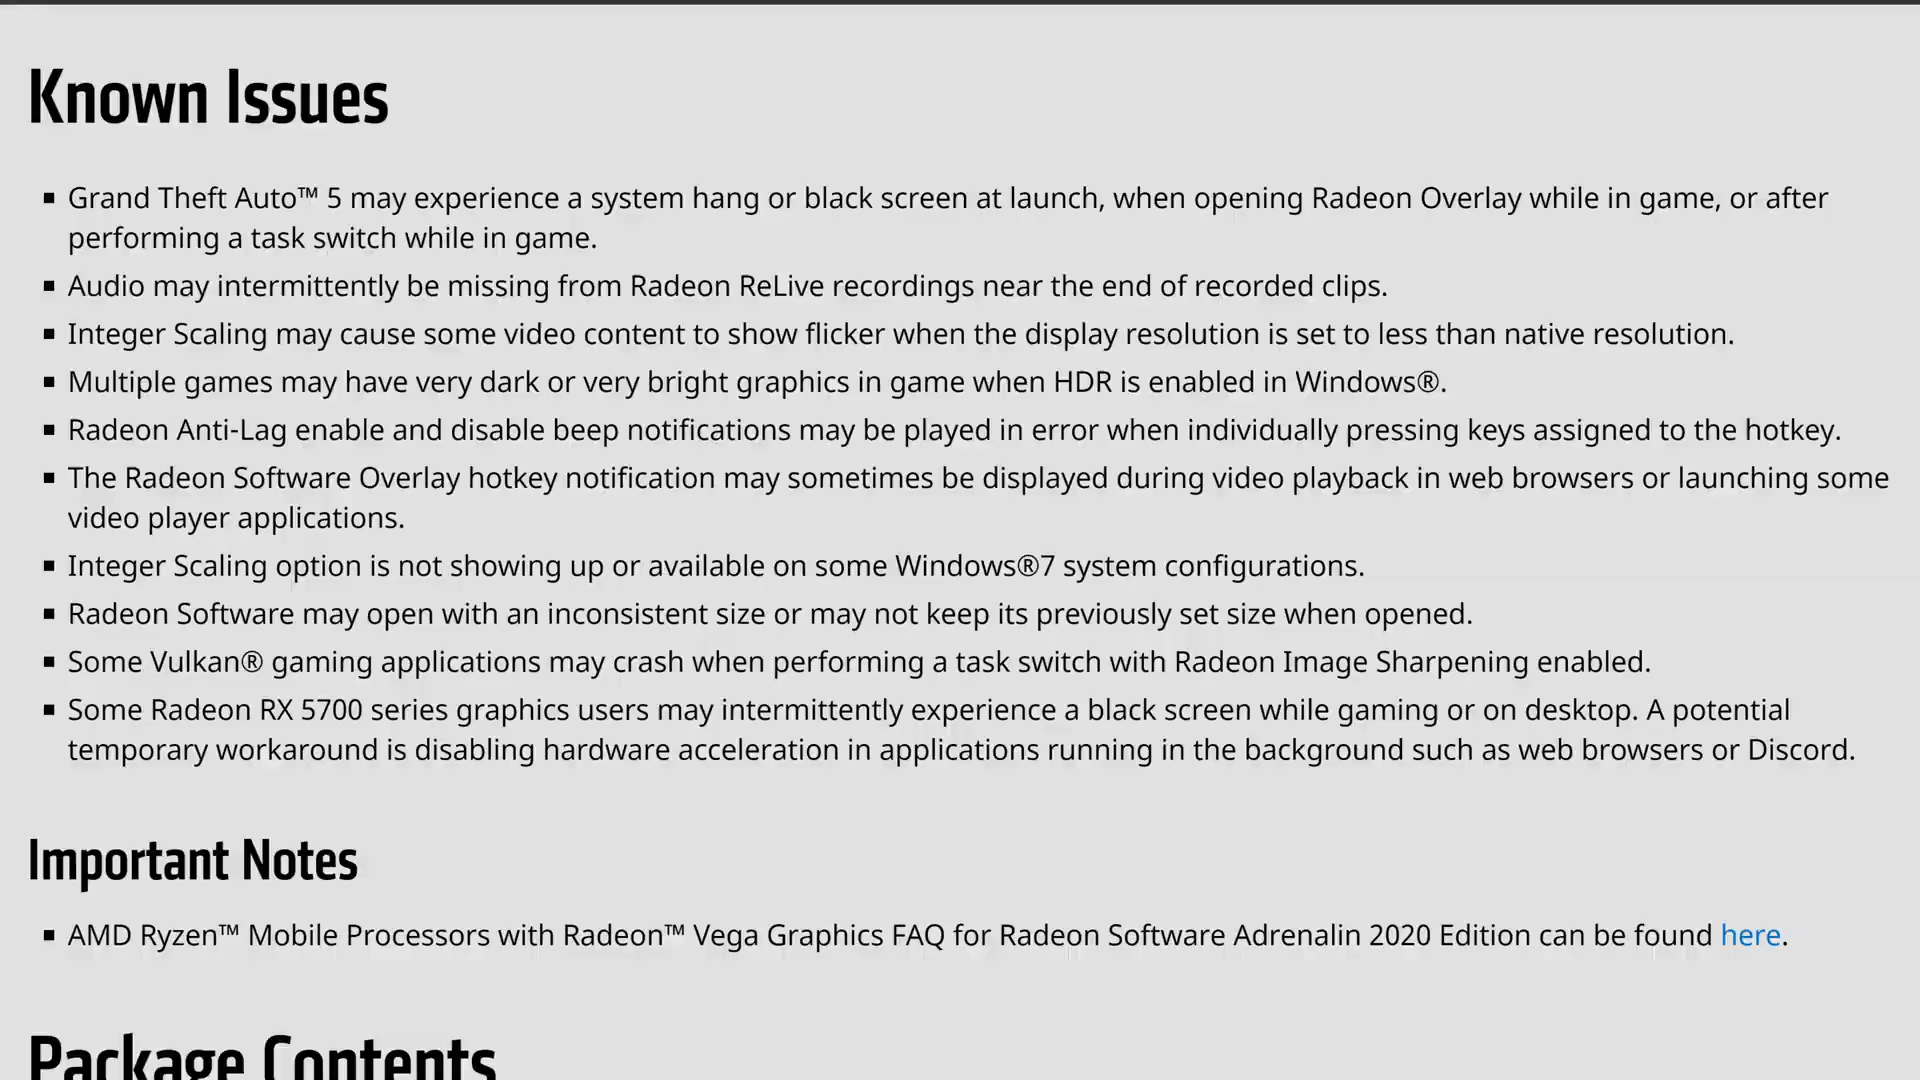 Known Issues
Grand Theft Auto™ 5 may experience a system hang or black screen at launch, when opening Radeon Overlay while in game, or after
performing a task switch while in game.
Audio may intermittently be missing from Radeon ReLive recordings near the end of recorded clips.
Integer Scaling may cause some video content to show flicker when the display resolution is set to less than native resolution.
Multiple games may have very dark or very bright graphics in game when HDR is enabled in Windows®.
Radeon Anti-Lag enable and disable beep notifications may be played in error when individually pressing keys assigned to the hotkey.
The Radeon Software Overlay hotkey notification may sometimes be displayed during video playback in web browsers or launching some
video player applications.
Integer Scaling option is not showing up or available on some Windows®7 system configurations.
Radeon Software may open with an inconsistent size or may not keep its previously set size when opened.
Some Vulkan® gaming applications may crash when performing a task switch with Radeon Image Sharpening enabled.
Some Radeon RX 5700 series graphics users may intermittently experience a black screen while gaming or on desktop. A potential
temporary workaround is disabling hardware acceleration in applications running in the background such as web browsers or Discord.
Important Notes
AMD Ryzen™ Mobile Processors with Radeon™ Vega Graphics FAQ for Radeon Software Adrenalin 2020 Edition can be found here.
Package Contents